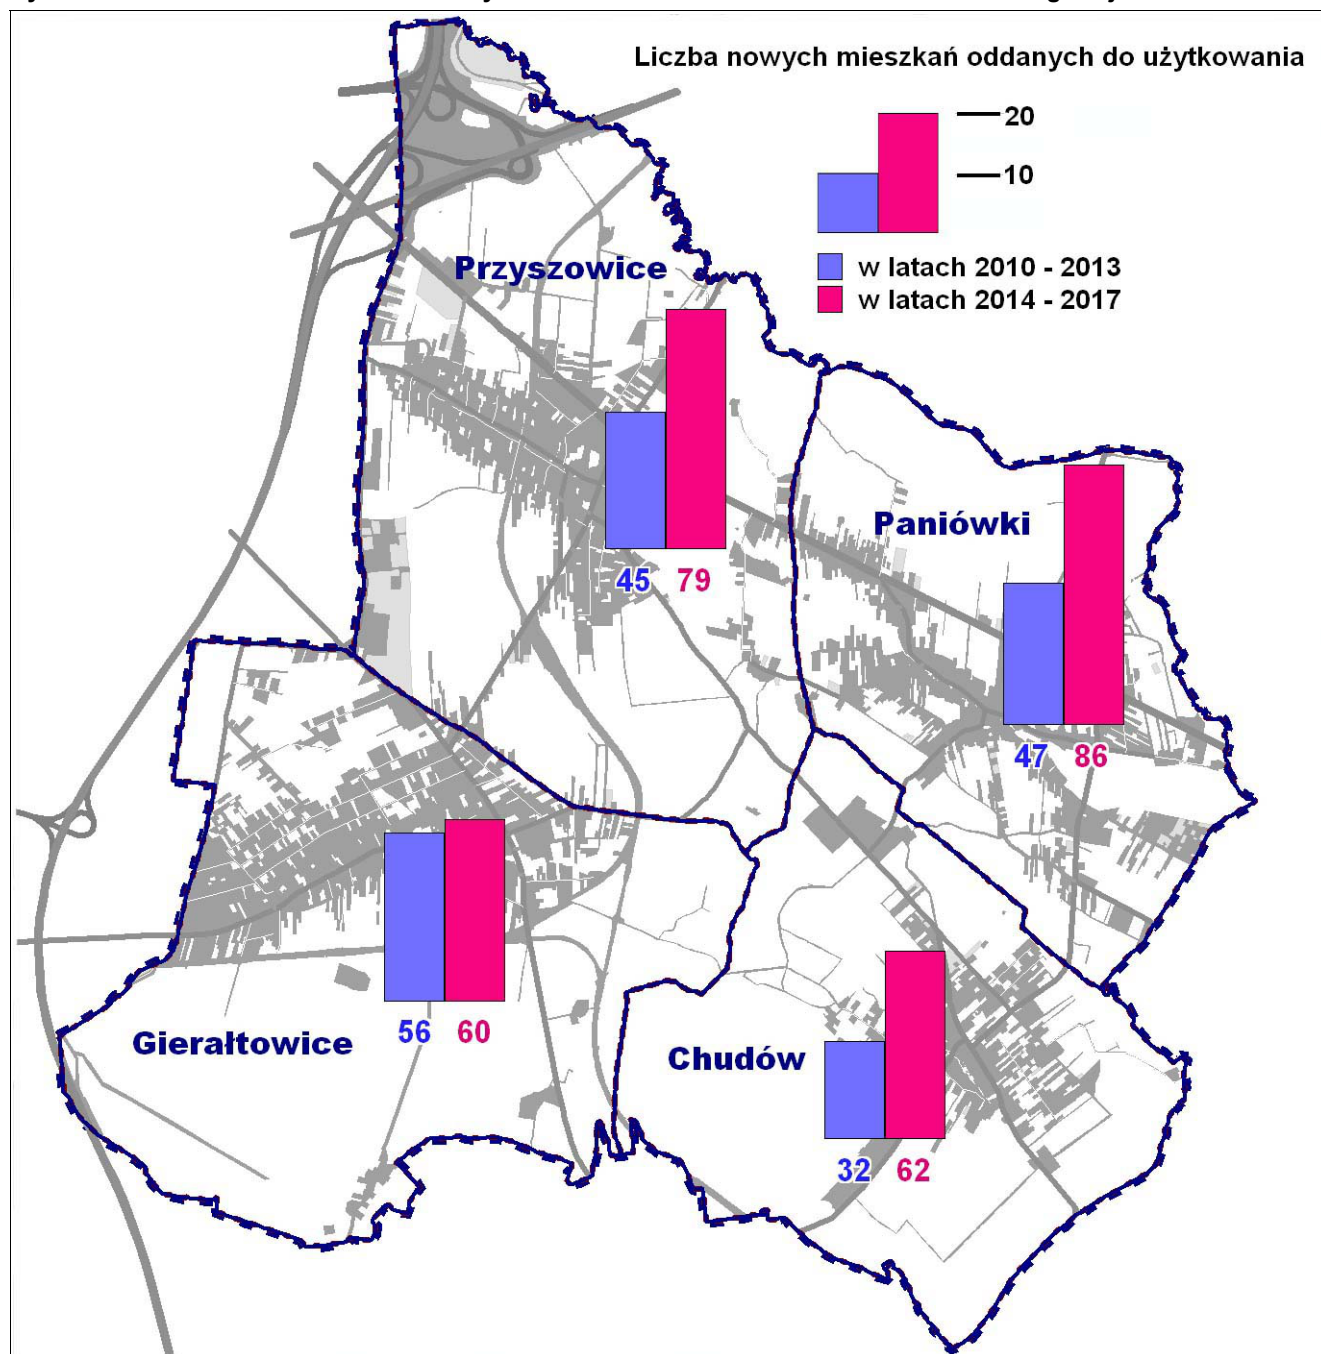 Liczba nowych mieszkań oddanych do użytkowania
20
10
w latach 2010 - 2013
w latach 2014 - 2017
Przyszowice
45 79
Paniówki
47 86
Gierałtowice
56 60
Chudów
32 62